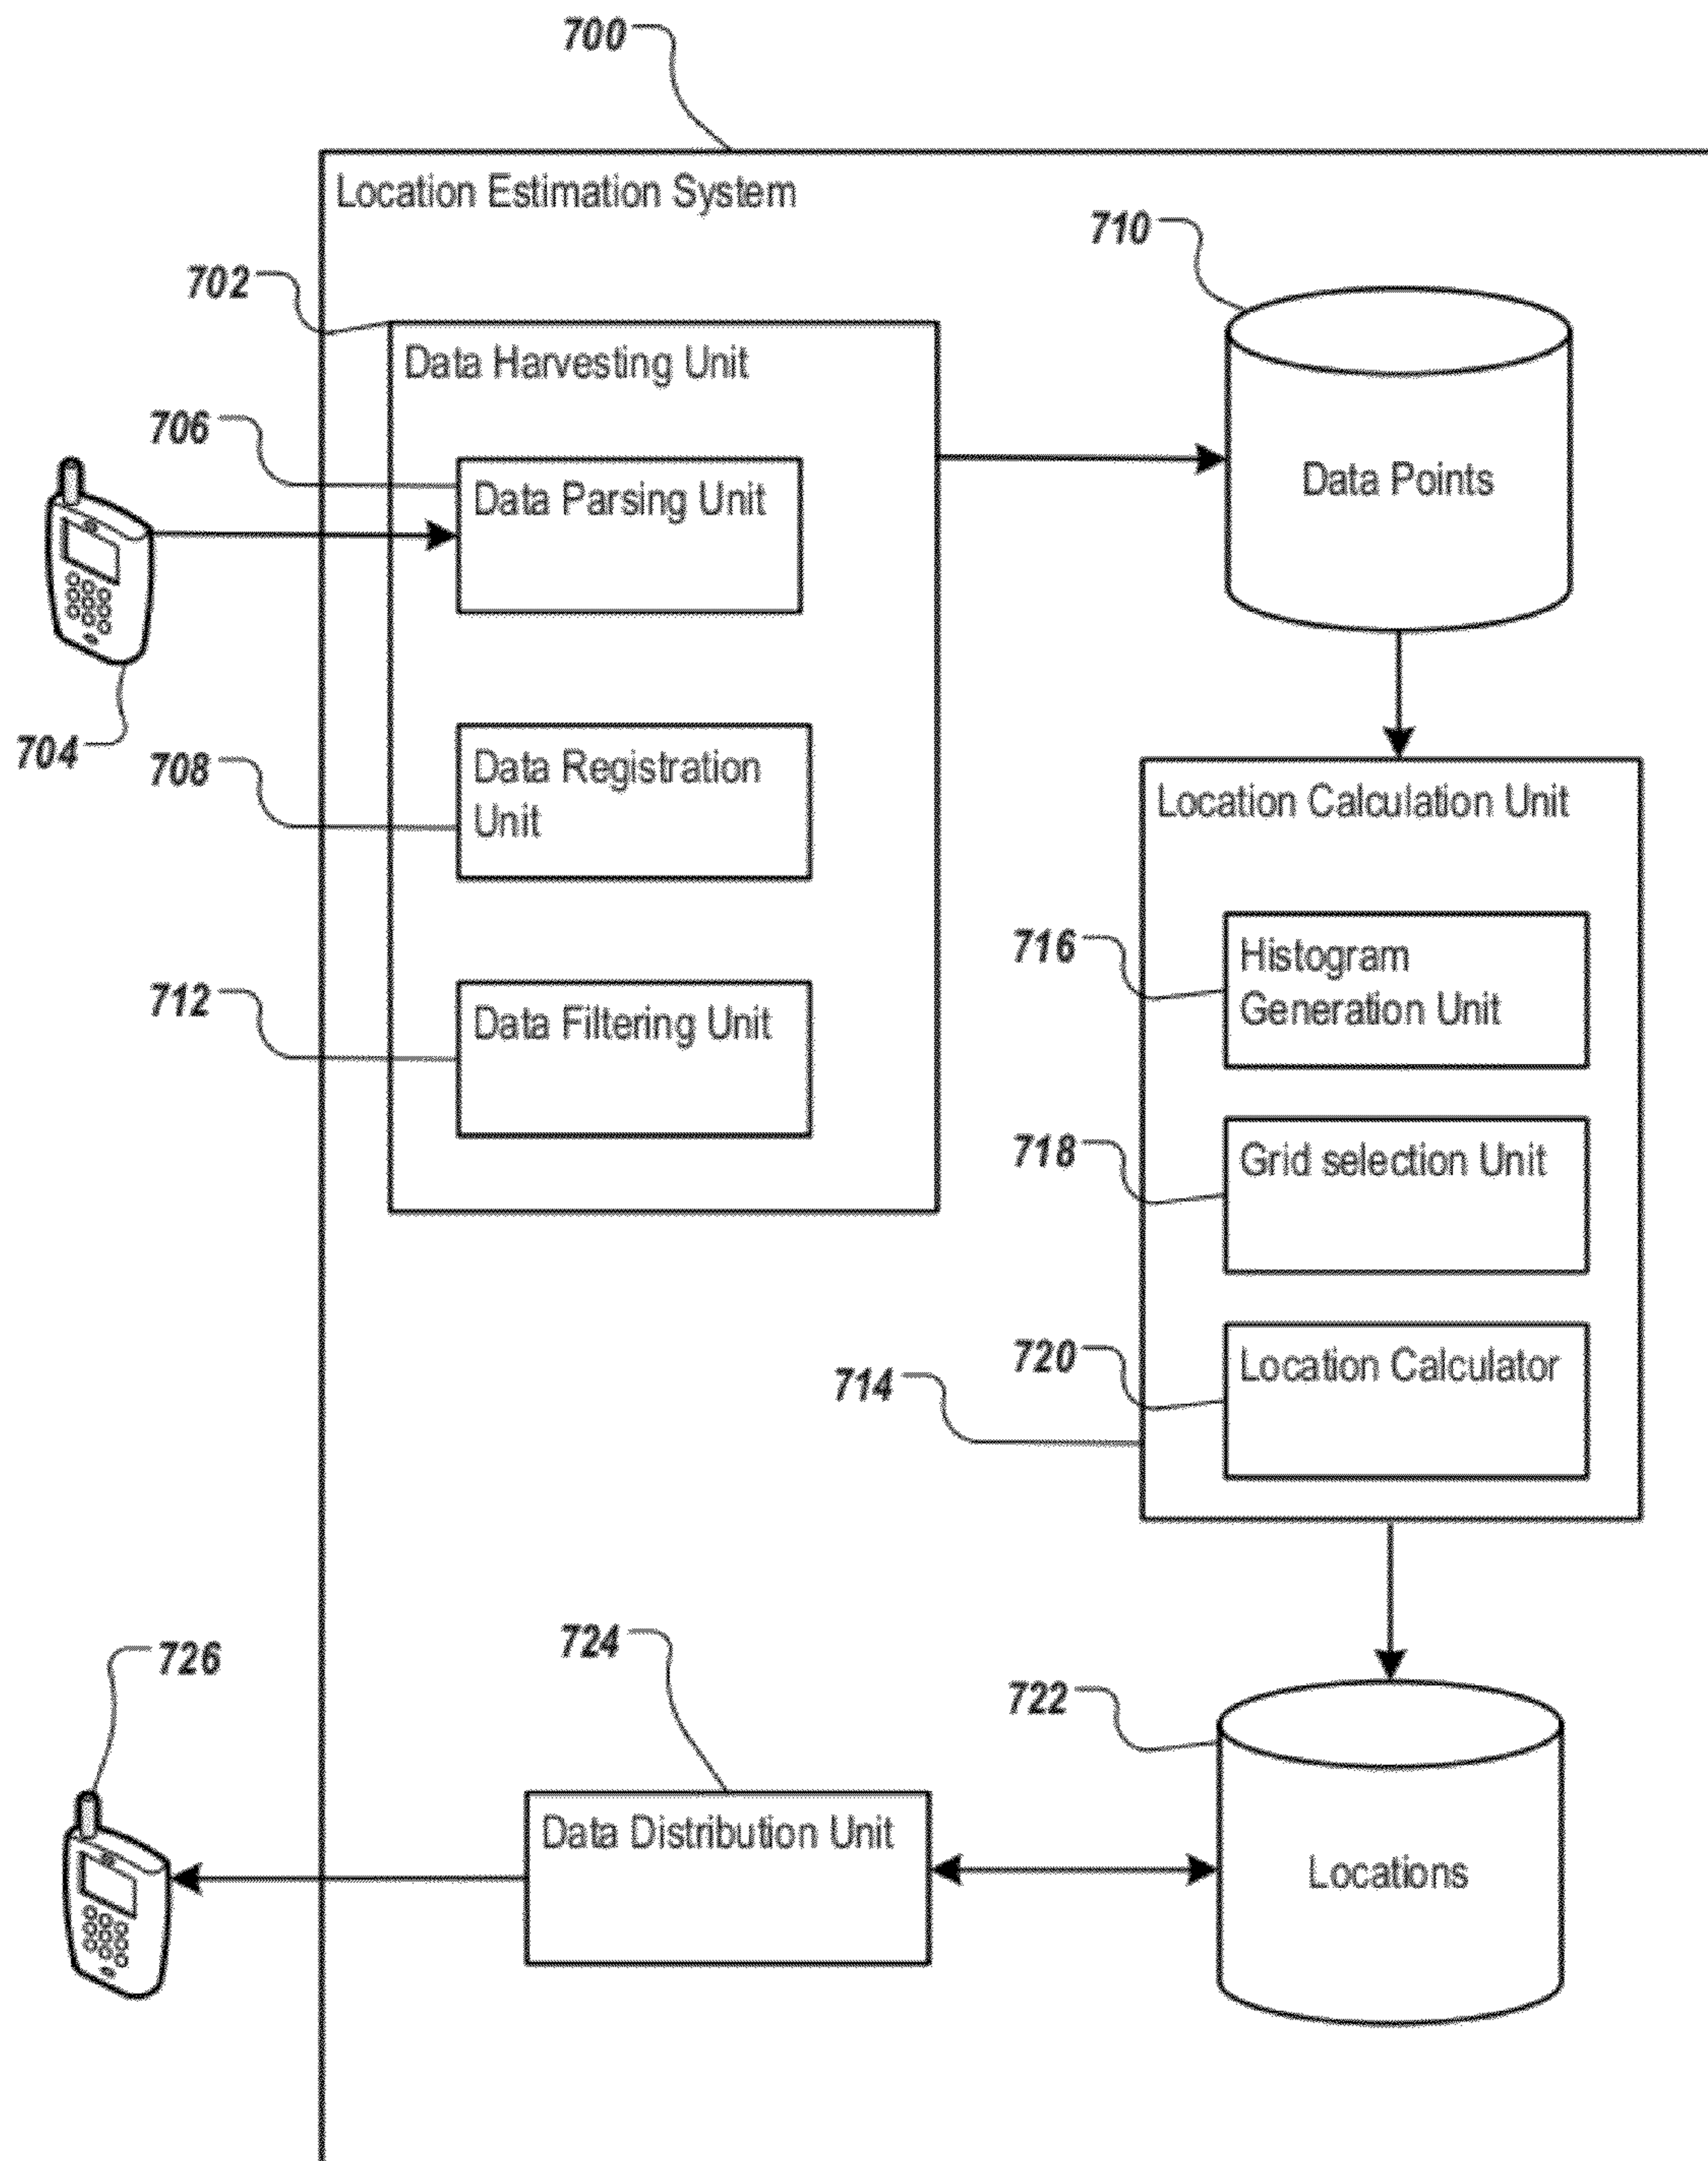 700
Location Estimation System
710
702
Data Harvesting Unit
706
Data Parsing Unit
Data Points
704
708
Data Registration
Unit
Location Calculation Unit
716
Histogram
Generation Unit
712
Data Filtering Unit
718
Grid selection Unit
720
Location Calculator
714
726
724
722
Data Distribution Unit
Locations